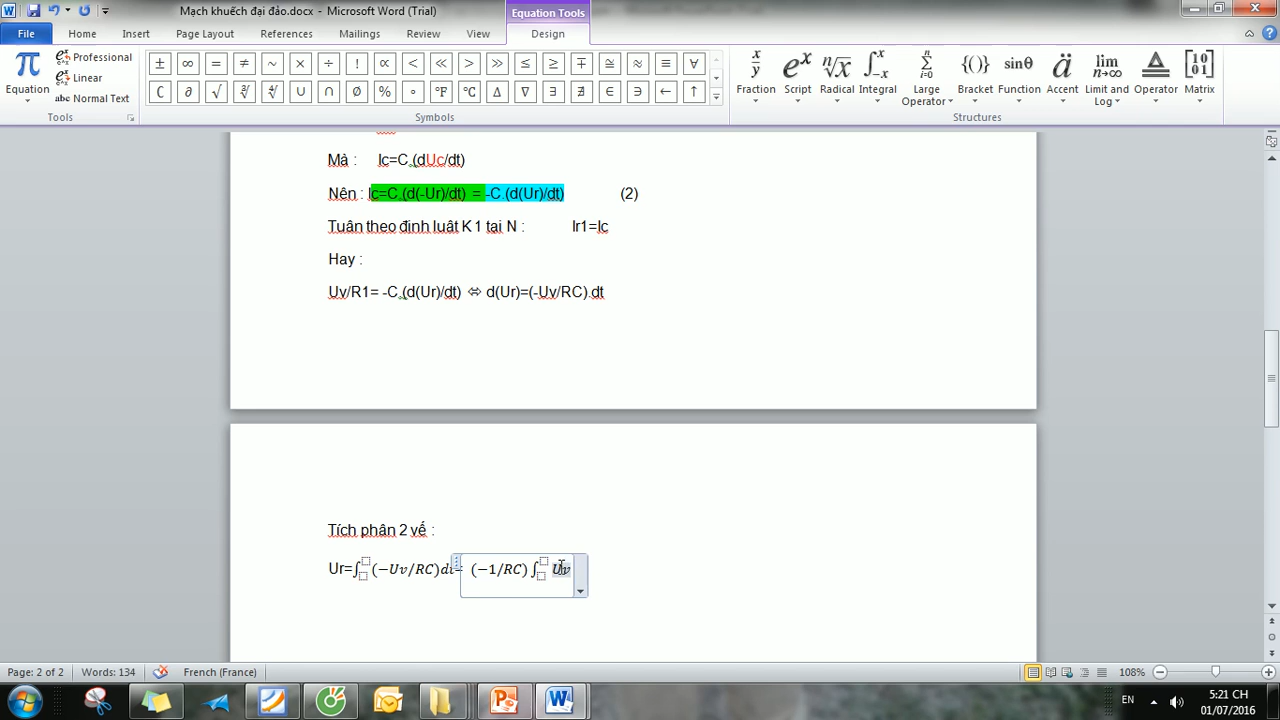 Mạch khuếch đại đảo.docx - Microsoft Word (Trial)
Equation Tools
File Home Insert Page Layout References Mailings Review View Design
Equation
Professional
Linear
abc Normal Text
Tools
± ∞ = ≠ ~ × ÷ ! ∝ < ≪ > ≫ ≤ ≥ ∓ ≅ ≈ ≡ ∀
∁ ∂ √ ∛ ∜ ∪ ∩ ∅ % ° °F °C ∆ ∇ ∃ ∄ ∈ ∋ ← ↑
Symbols
Fraction Script Radical Integral Large Operator Bracket Function Accent Limit and Log Operator Matrix
Structures
Mà : Ic=C.(dUc/dt)
Nên : Ic=C.(d(-Ur)/dt) = -C.(d(Ur)/dt) (2)
Tuân theo định luật K 1 tại N : Ir1=Ic
Hay :
Uv/R1= -C.(d(Ur)/dt) ⇔ d(Ur)=(-Uv/RC).dt
Tích phân 2 vế :
Ur=∫(−Uv/RC)dt= (−1/RC)∫Uv
Page: 2 of 2 Words: 134 French (France) 108%
EN 5:21 CH
01/07/2016